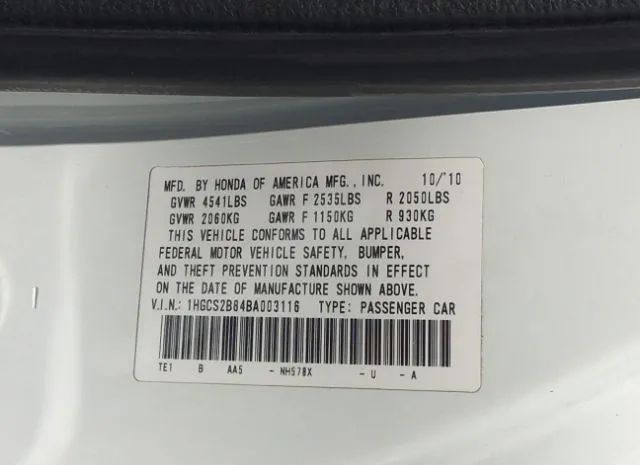 MFD. BY HONDA OF AMERICA MFG., INC. 10/10
GVWR 4541LBS GAWR F 2535LBS R 2050LBS
GVWR 2060KG GAWR F 1150KG R 930KG
THIS VEHICLE CONFORMS TO ALL APPLICABLE
FEDERAL MOTOR VEHICLE SAFETY, BUMPER,
AND THEFT PREVENTION STANDARDS IN EFFECT
ON THE DATE OF MANUFACTURE SHOWN ABOVE.
V.I.N.: 1HGCS2B84BA003116 TYPE: PASSENGER CAR
TE1 B AA5 - NH578X - U - A